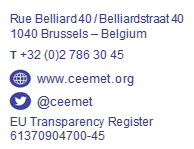 Rue Belliard 40 / Belliardstraat 40
1040 Brussels – Belgium
T +32 (0)2 786 30 45
www.ceemet.org
@ceemet
EU Transparency Register
61370904700-45